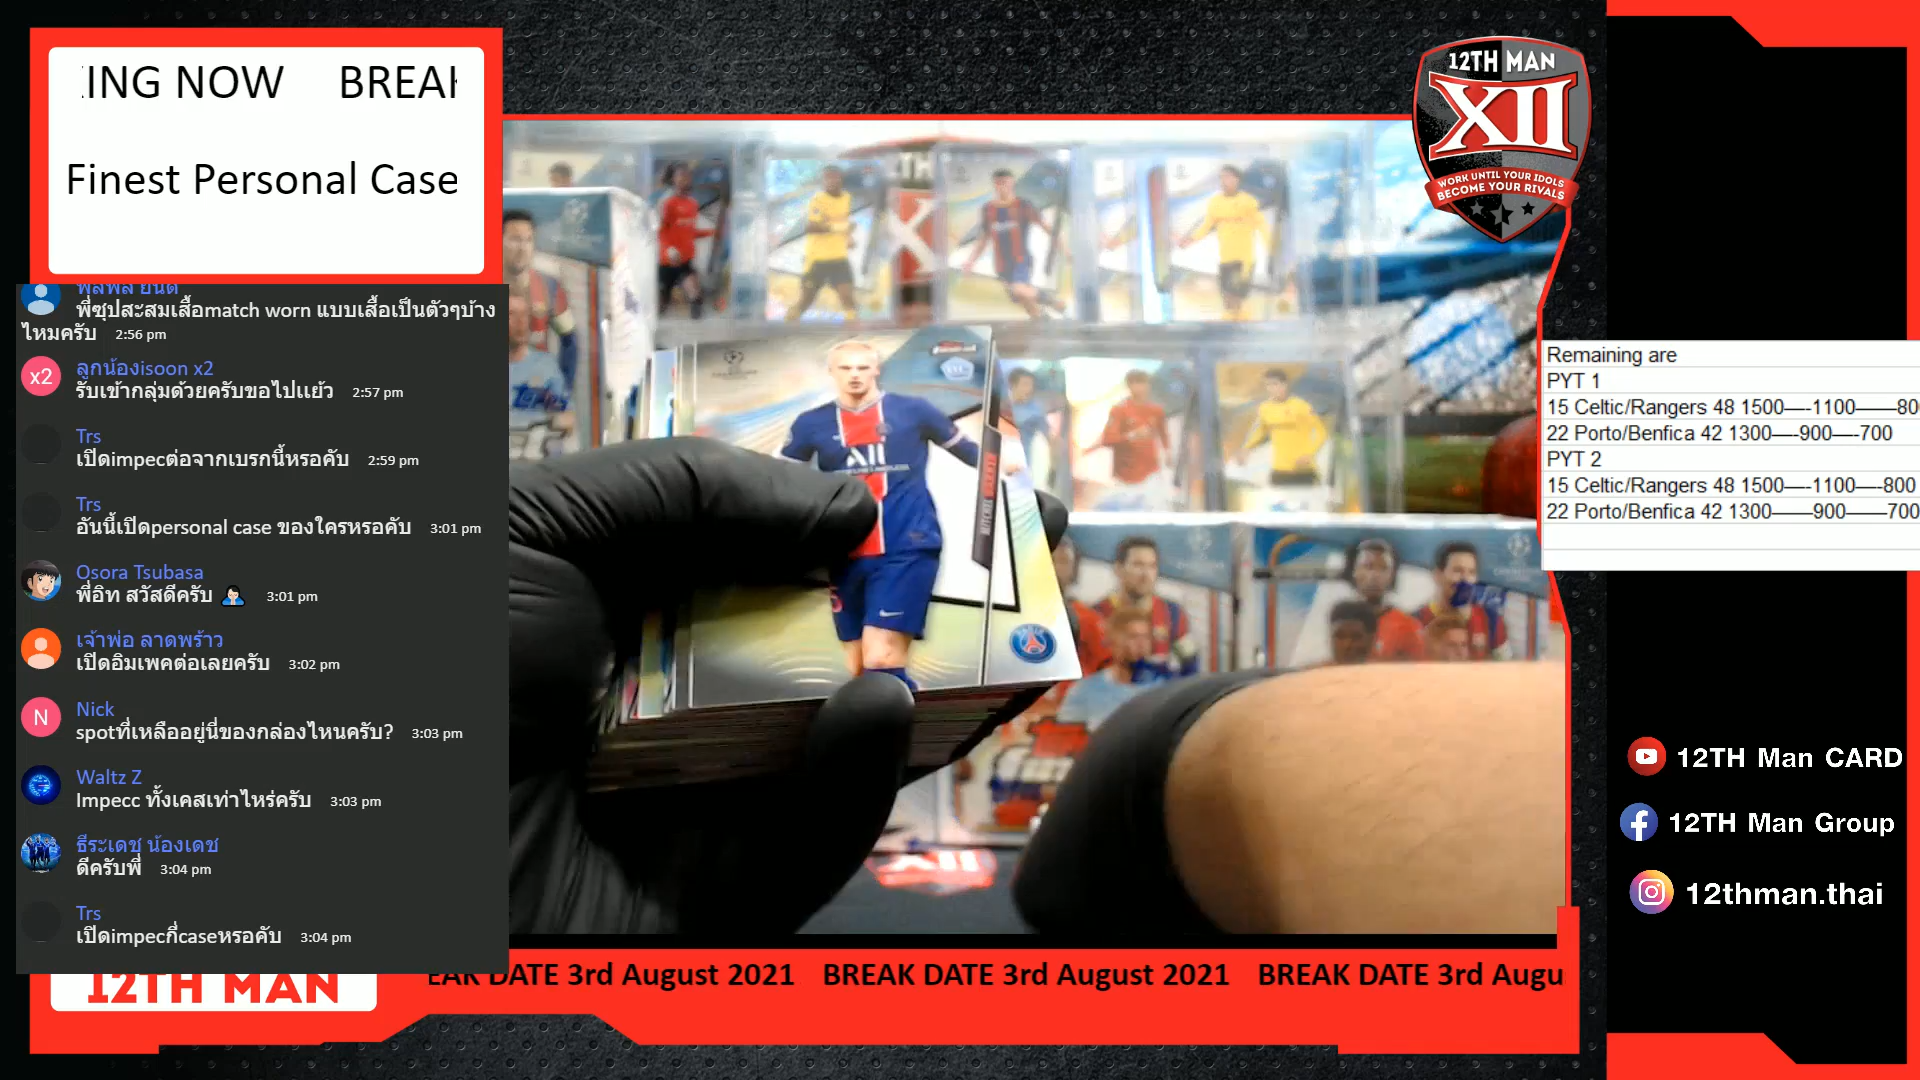 ING NOW BREAK
Finest Personal Case
พี่ซุปสะสมเสื้อmatch worn แบบเสื้อเป็นตัวๆบ้าง
ไหมครับ 2:56 pm
x2
ลูกน้องisoon x2
รับเข้ากลุ่มด้วยครับขอไปแย้ว 2:57 pm
Trs
เปิดimpecต่อจากเบรกนี้หรอคับ 2:59 pm
Trs
อันนี้เปิดpersonal case ของใครหรอคับ 3:01 pm
Osora Tsubasa
พี่อิท สวัสดีครับ 3:01 pm
เจ้าพ่อ ลาดพร้าว
เปิดอิมเพคต่อเลยครับ 3:02 pm
N
Nick
spotที่เหลืออยู่นี่ของกล่องไหนครับ? 3:03 pm
Waltz Z
Impecc ทั้งเคสเท่าไหร่ครับ 3:03 pm
ธีระเดช น้องเดช
ดีครับพี่ 3:04 pm
Trs
เปิดimpecกี่caseหรอคับ 3:04 pm
12TH MAN
EAK DATE 3rd August 2021 BREAK DATE 3rd August 2021 BREAK DATE 3rd Augu
12TH MAN
XII
WORK UNTIL YOUR IDOLS
BECOME YOUR RIVALS
Remaining are
PYT 1
15 Celtic/Rangers 48 1500—-1100——80
22 Porto/Benfica 42 1300—-900—-700
PYT 2
15 Celtic/Rangers 48 1500—-1100—-800
22 Porto/Benfica 42 1300——900——700
12TH Man CARD
12TH Man Group
12thman.thai